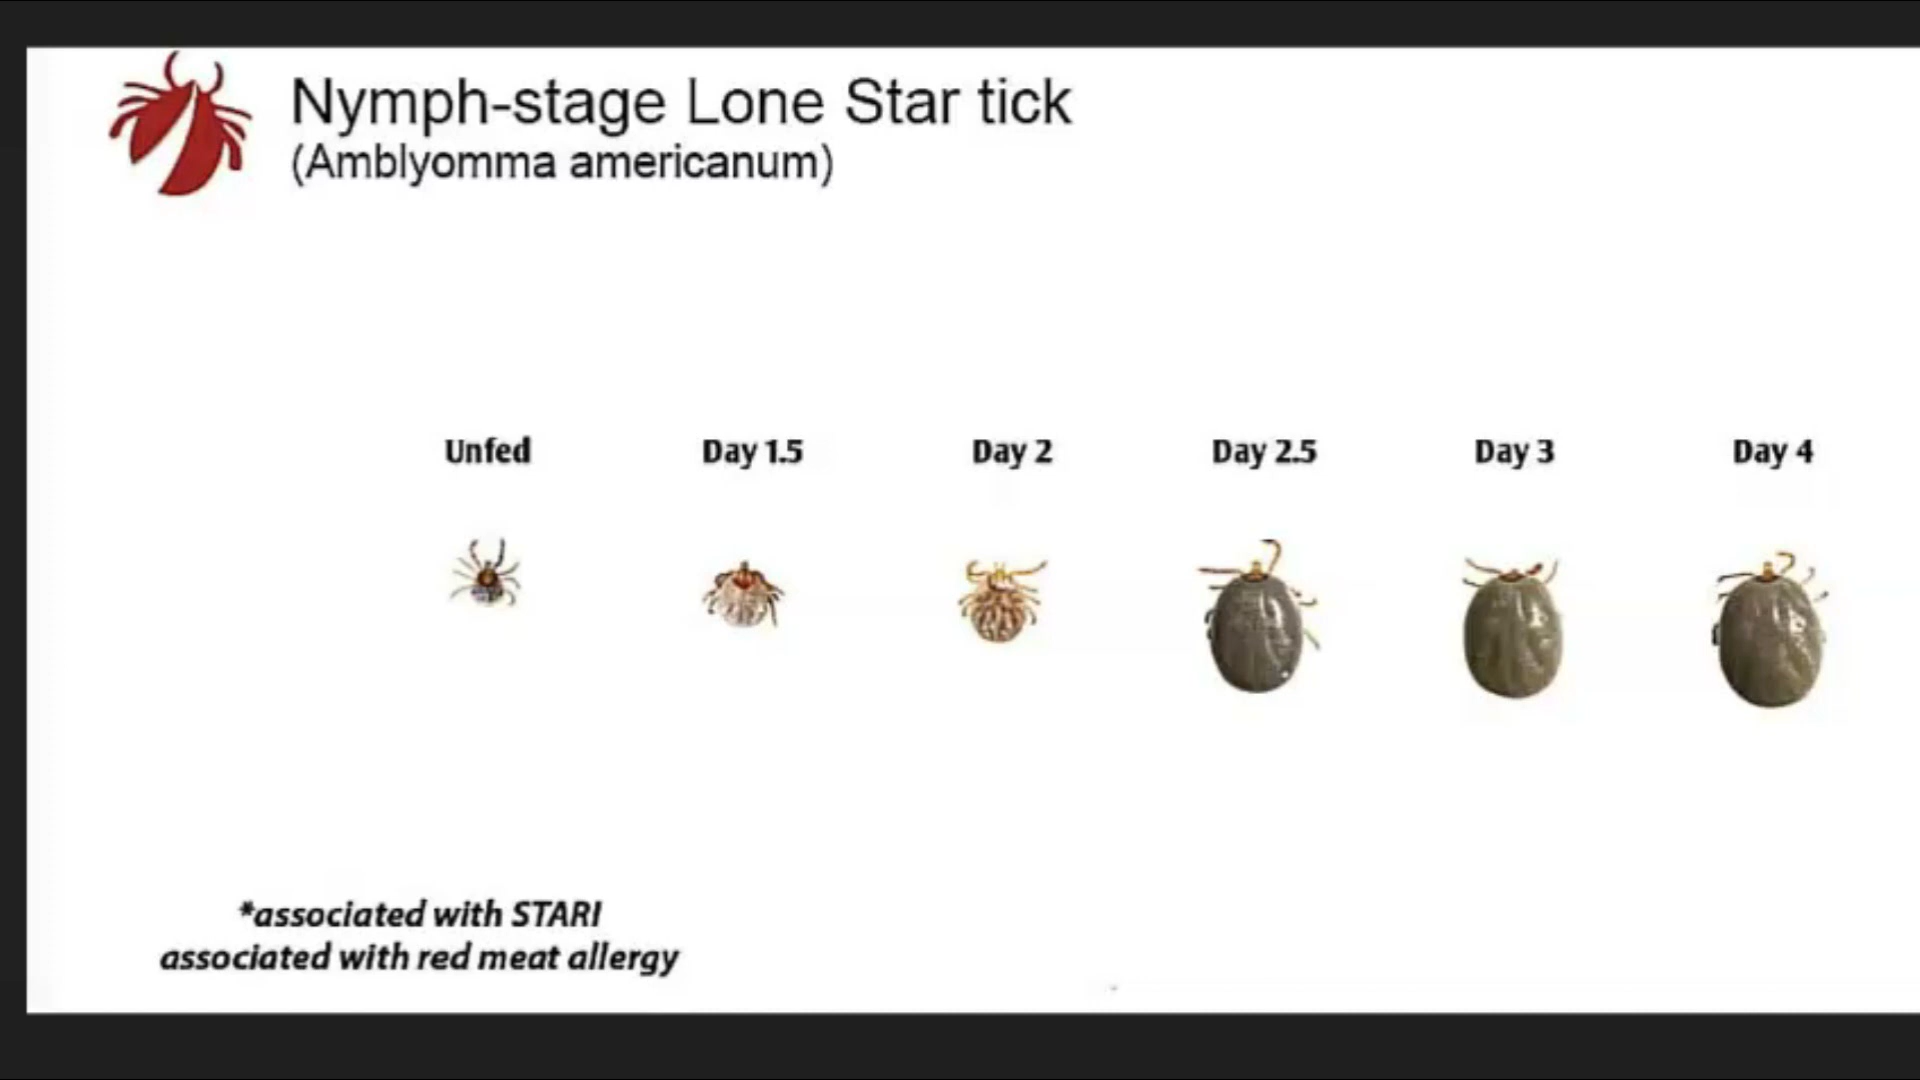 Nymph-stage Lone Star tick
(Amblyomma americanum)
Unfed Day 1.5 Day 2 Day 2.5 Day 3 Day 4
*associated with STARI
associated with red meat allergy